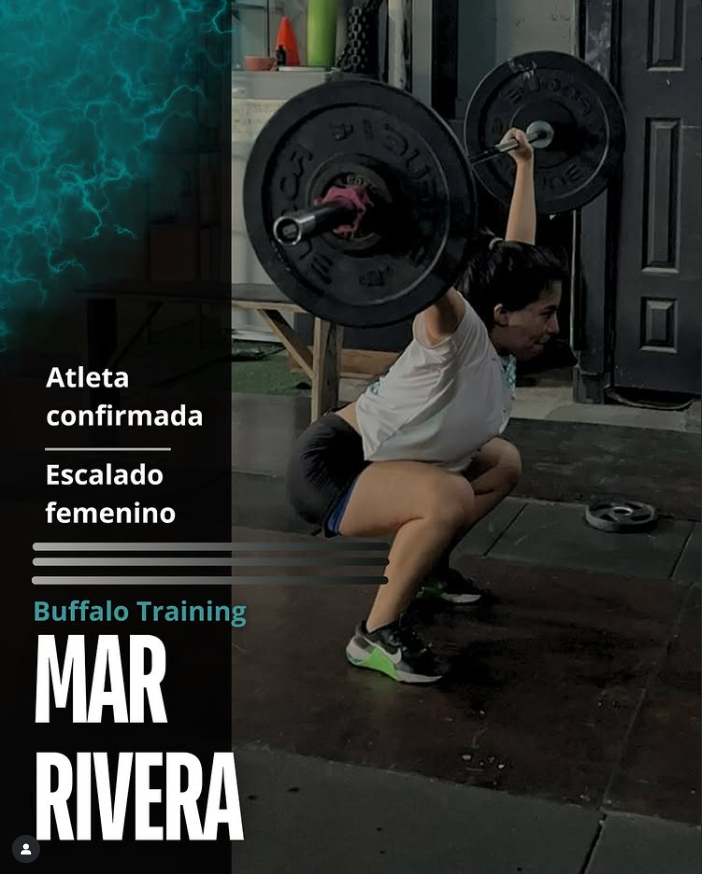 Atleta
confirmada
Escalado
femenino
Buffalo Training
MAR
RIVERA